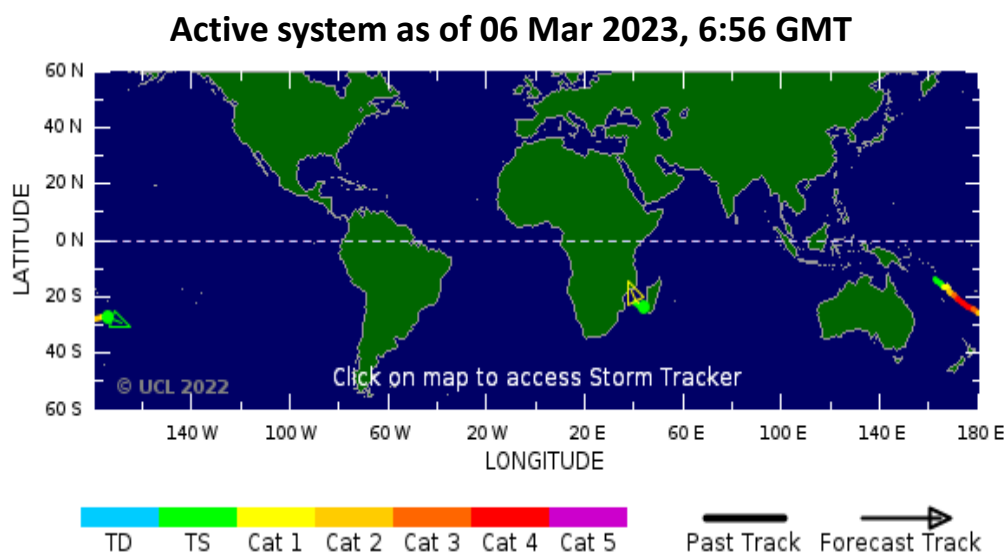 Active system as of 06 Mar 2023, 6:56 GMT
60 N
40 N
20 N
0 N
20 S
40 S
60 S
LATITUDE
© UCL 2022
Click on map to access Storm Tracker
140 W 100 W 60 W 20 W 20 E 60 E 100 E 140 E 180 E
LONGITUDE
TD TS Cat 1 Cat 2 Cat 3 Cat 4 Cat 5 Past Track Forecast Track